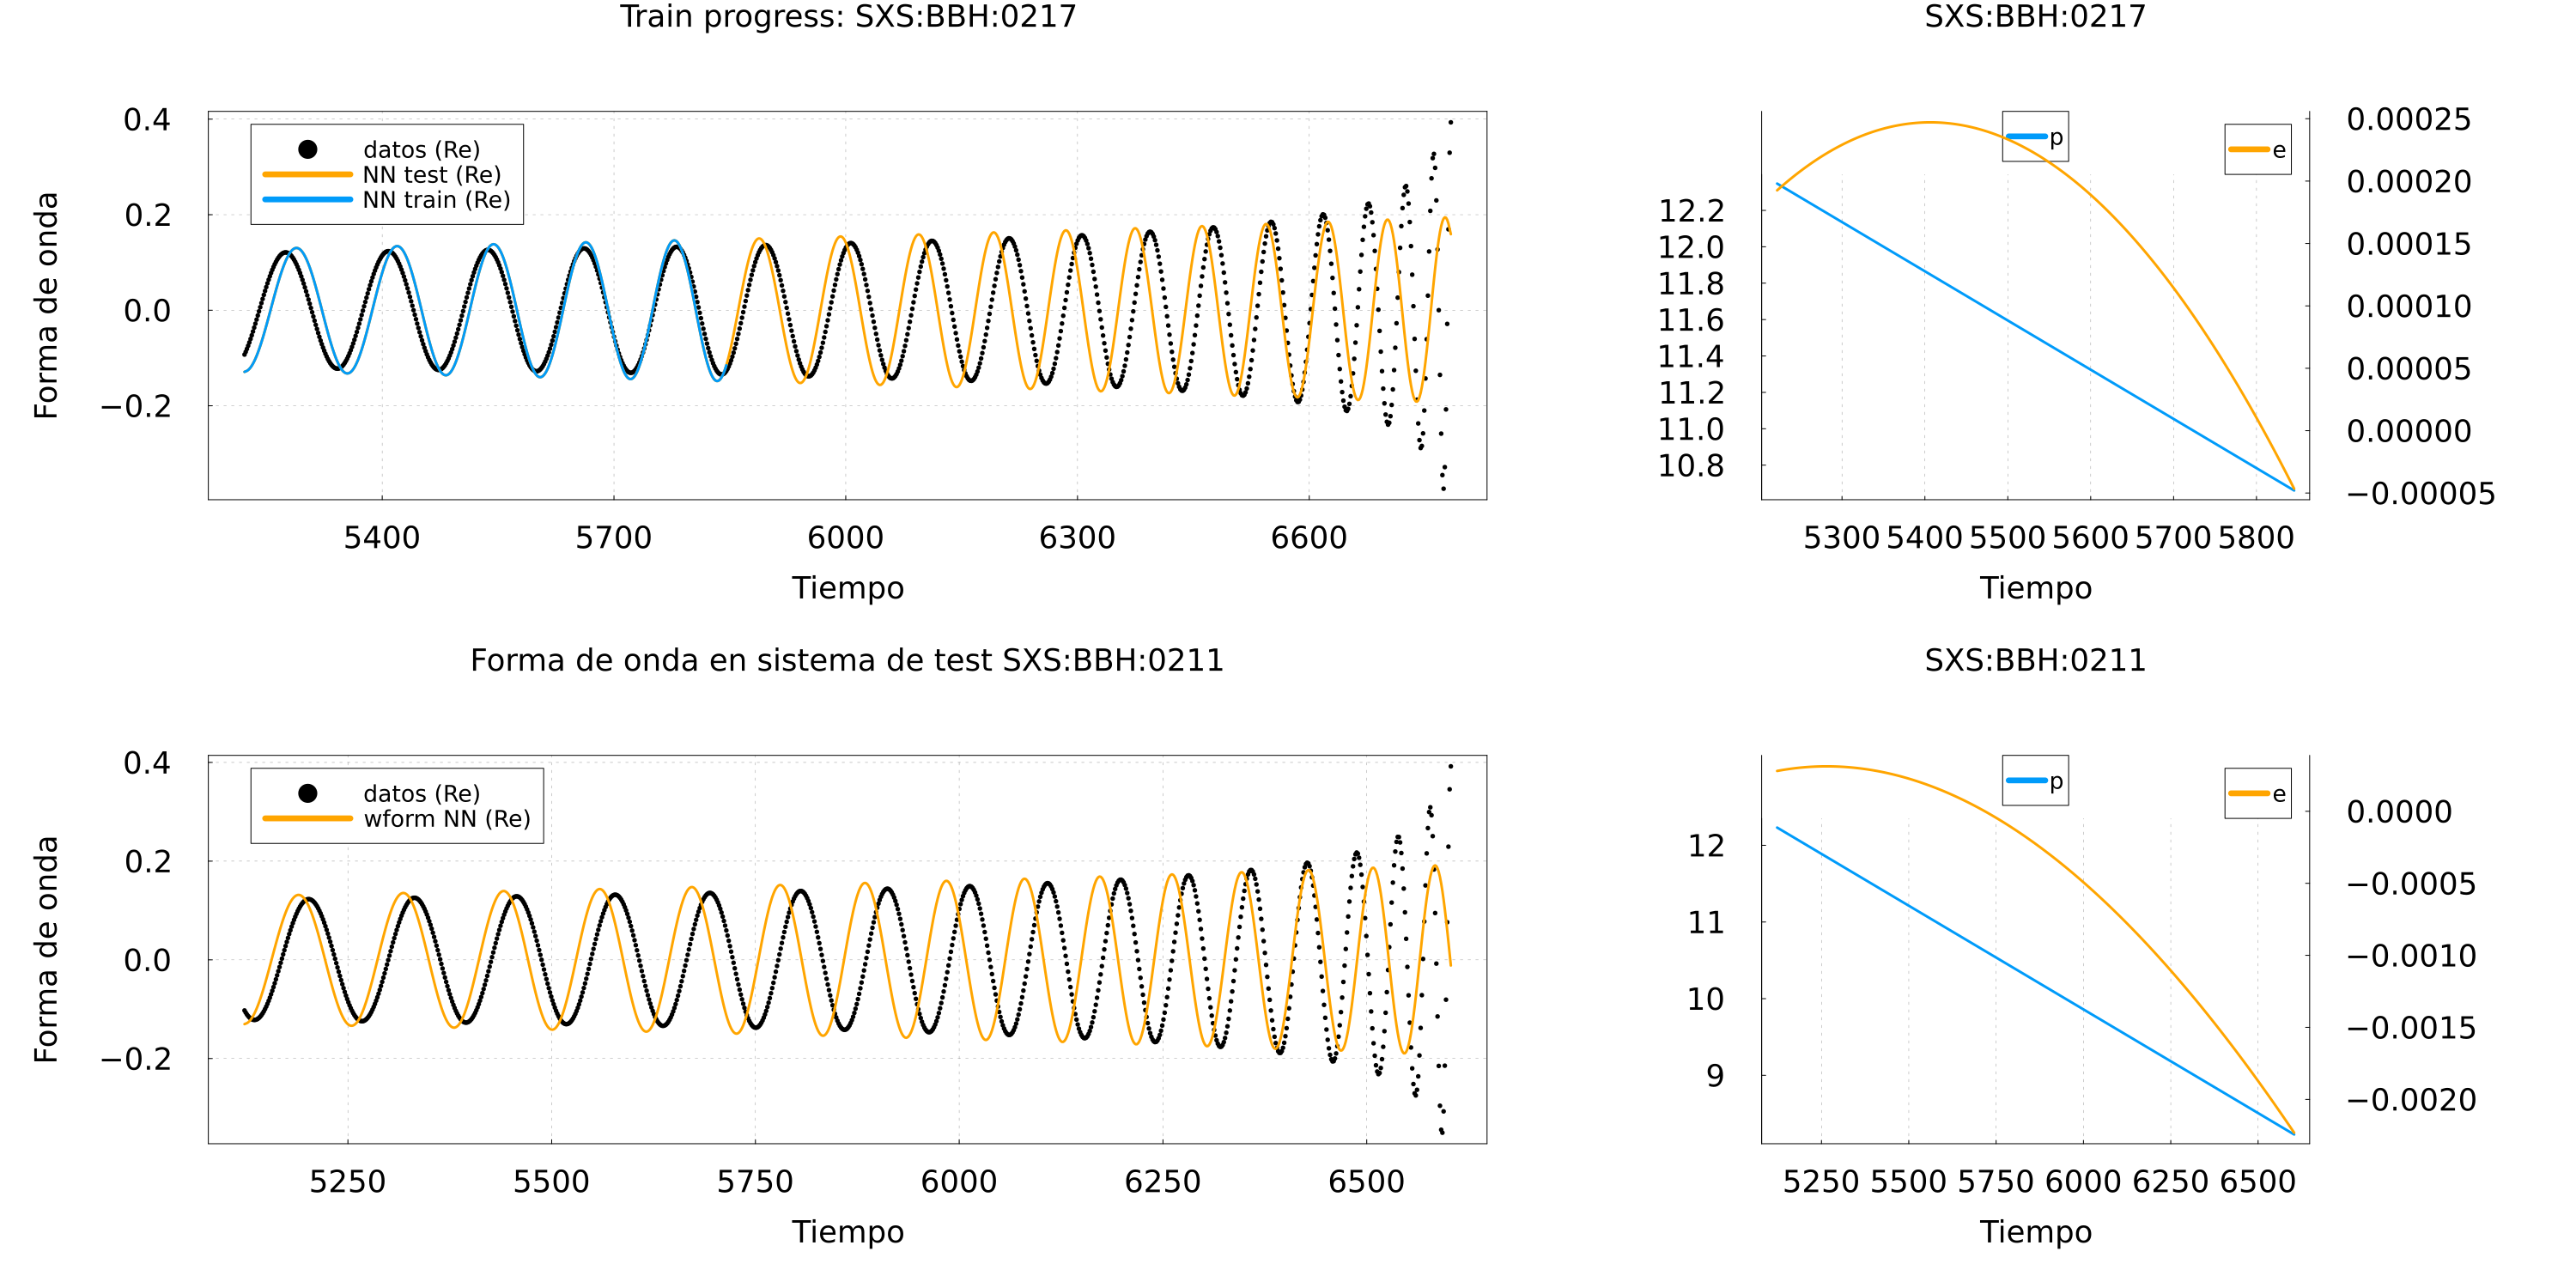 Train progress: SXS:BBH:0217
0.4
0.2
0.0
−0.2
Forma de onda
datos (Re)
NN test (Re)
NN train (Re)
5400 5700 6000 6300 6600
Tiempo
SXS:BBH:0217
12.2
12.0
11.8
11.6
11.4
11.2
11.0
10.8
p
e
0.00025
0.00020
0.00015
0.00010
0.00005
0.00000
−0.00005
5300 5400 5500 5600 5700 5800
Tiempo
Forma de onda en sistema de test SXS:BBH:0211
0.4
0.2
0.0
−0.2
Forma de onda
datos (Re)
wform NN (Re)
5250 5500 5750 6000 6250 6500
Tiempo
SXS:BBH:0211
12
11
10
9
p
e
0.0000
−0.0005
−0.0010
−0.0015
−0.0020
5250 5500 5750 6000 6250 6500
Tiempo